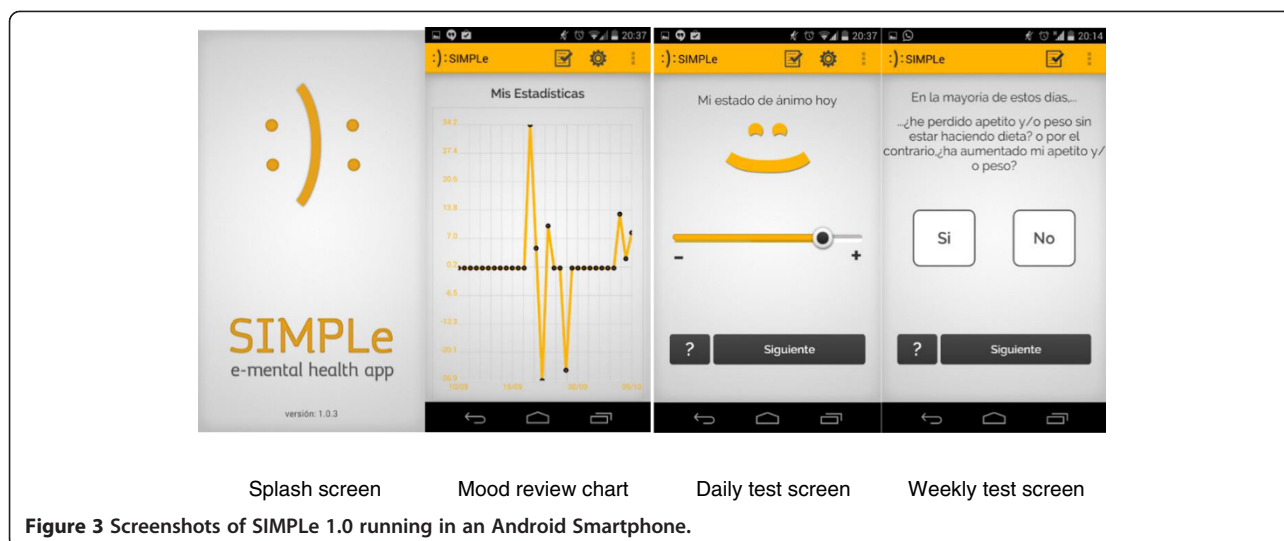 :) :
SIMPLe
e-mental health app
versión: 1.0.3
20:37
:):SIMPLe
Mis Estadísticas
34.2
27.4
20.6
13.8
7.0
0.2
-6.5
-13.3
-20.1
-26.9
10/09 19/09
20:37
:):SIMPLe
Mi estado de ánimo hoy
- +
? Siguiente
20:14
:):SIMPLe
En la mayoría de estos días,...
...¿he perdido apetito y/o peso sin
estar haciendo dieta? o por el
contrario,¿ha aumentado mi apetito y/
o peso?
Si No
? Siguiente
Splash screen Mood review chart Daily test screen Weekly test screen
Figure 3 Screenshots of SIMPLe 1.0 running in an Android Smartphone.